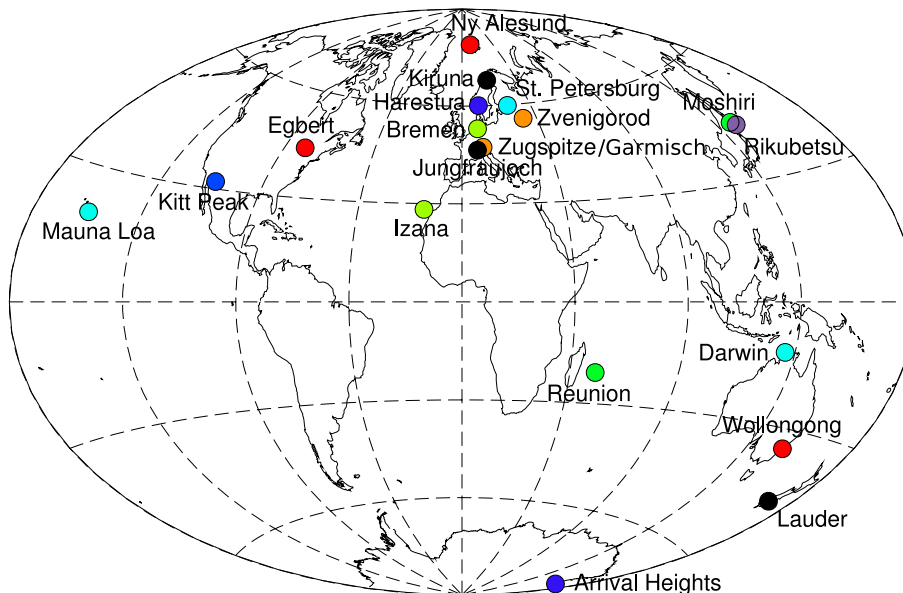 Ny Alesund
Kiruna
St. Petersburg
Harestua
Moshiri
Zvenigorod
Egbert
Bremen
Rikubetsu
Zugspitze/Garmisch
Jungfraujoch
Kitt Peak
Izana
Mauna Loa
Darwin
Reunion
Wollongong
Lauder
Arrival Heights